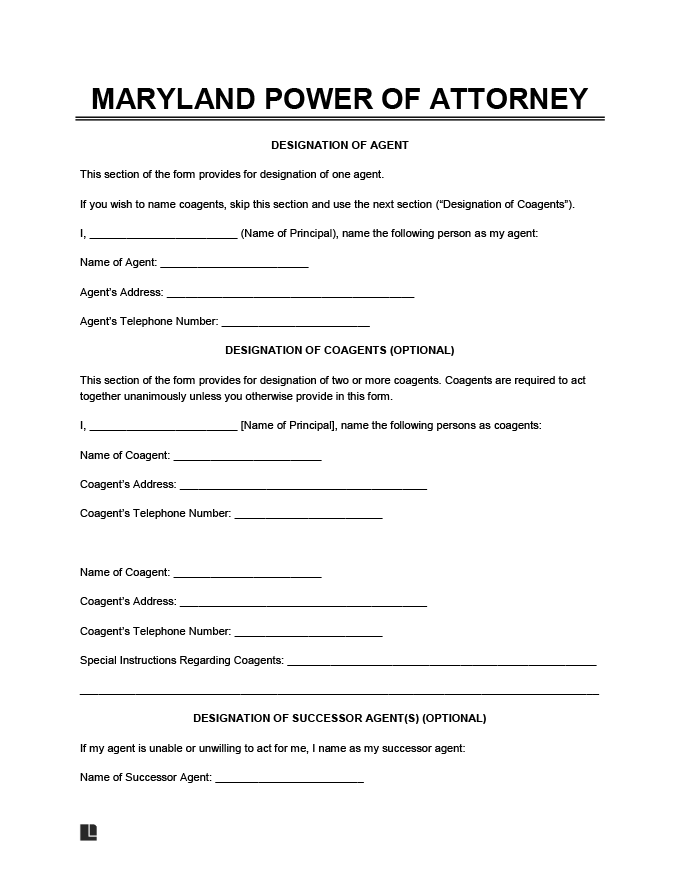 MARYLAND POWER OF ATTORNEY
DESIGNATION OF AGENT
This section of the form provides for designation of one agent.
If you wish to name coagents, skip this section and use the next section (“Designation of Coagents”).
I, ________________________ (Name of Principal), name the following person as my agent:
Name of Agent: ________________________
Agent’s Address: ________________________________________
Agent’s Telephone Number: ________________________
DESIGNATION OF COAGENTS (OPTIONAL)
This section of the form provides for designation of two or more coagents. Coagents are required to act
together unanimously unless you otherwise provide in this form.
I, ________________________ [Name of Principal], name the following persons as coagents:
Name of Coagent: ________________________
Coagent’s Address: ________________________________________
Coagent’s Telephone Number: ________________________
Name of Coagent: ________________________
Coagent’s Address: ________________________________________
Coagent’s Telephone Number: ________________________
Special Instructions Regarding Coagents: __________________________________________________
____________________________________________________________________________________
DESIGNATION OF SUCCESSOR AGENT(S) (OPTIONAL)
If my agent is unable or unwilling to act for me, I name as my successor agent:
Name of Successor Agent: ________________________